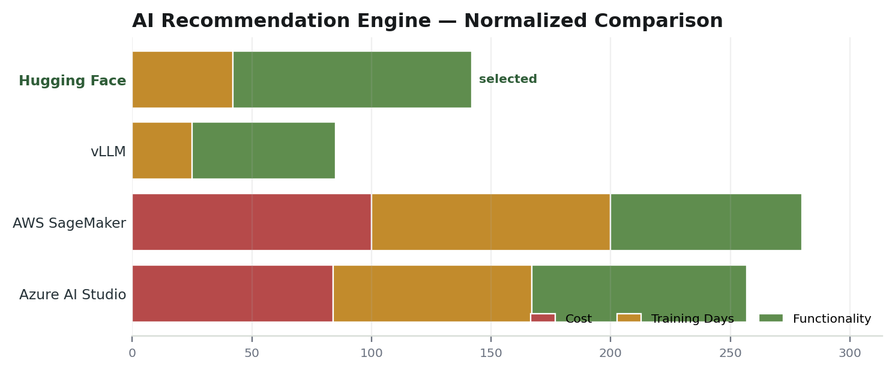 AI Recommendation Engine — Normalized Comparison
Hugging Face
selected
vLLM
AWS SageMaker
Azure AI Studio
Cost
Training Days
Functionality
0
50
100
150
200
250
300